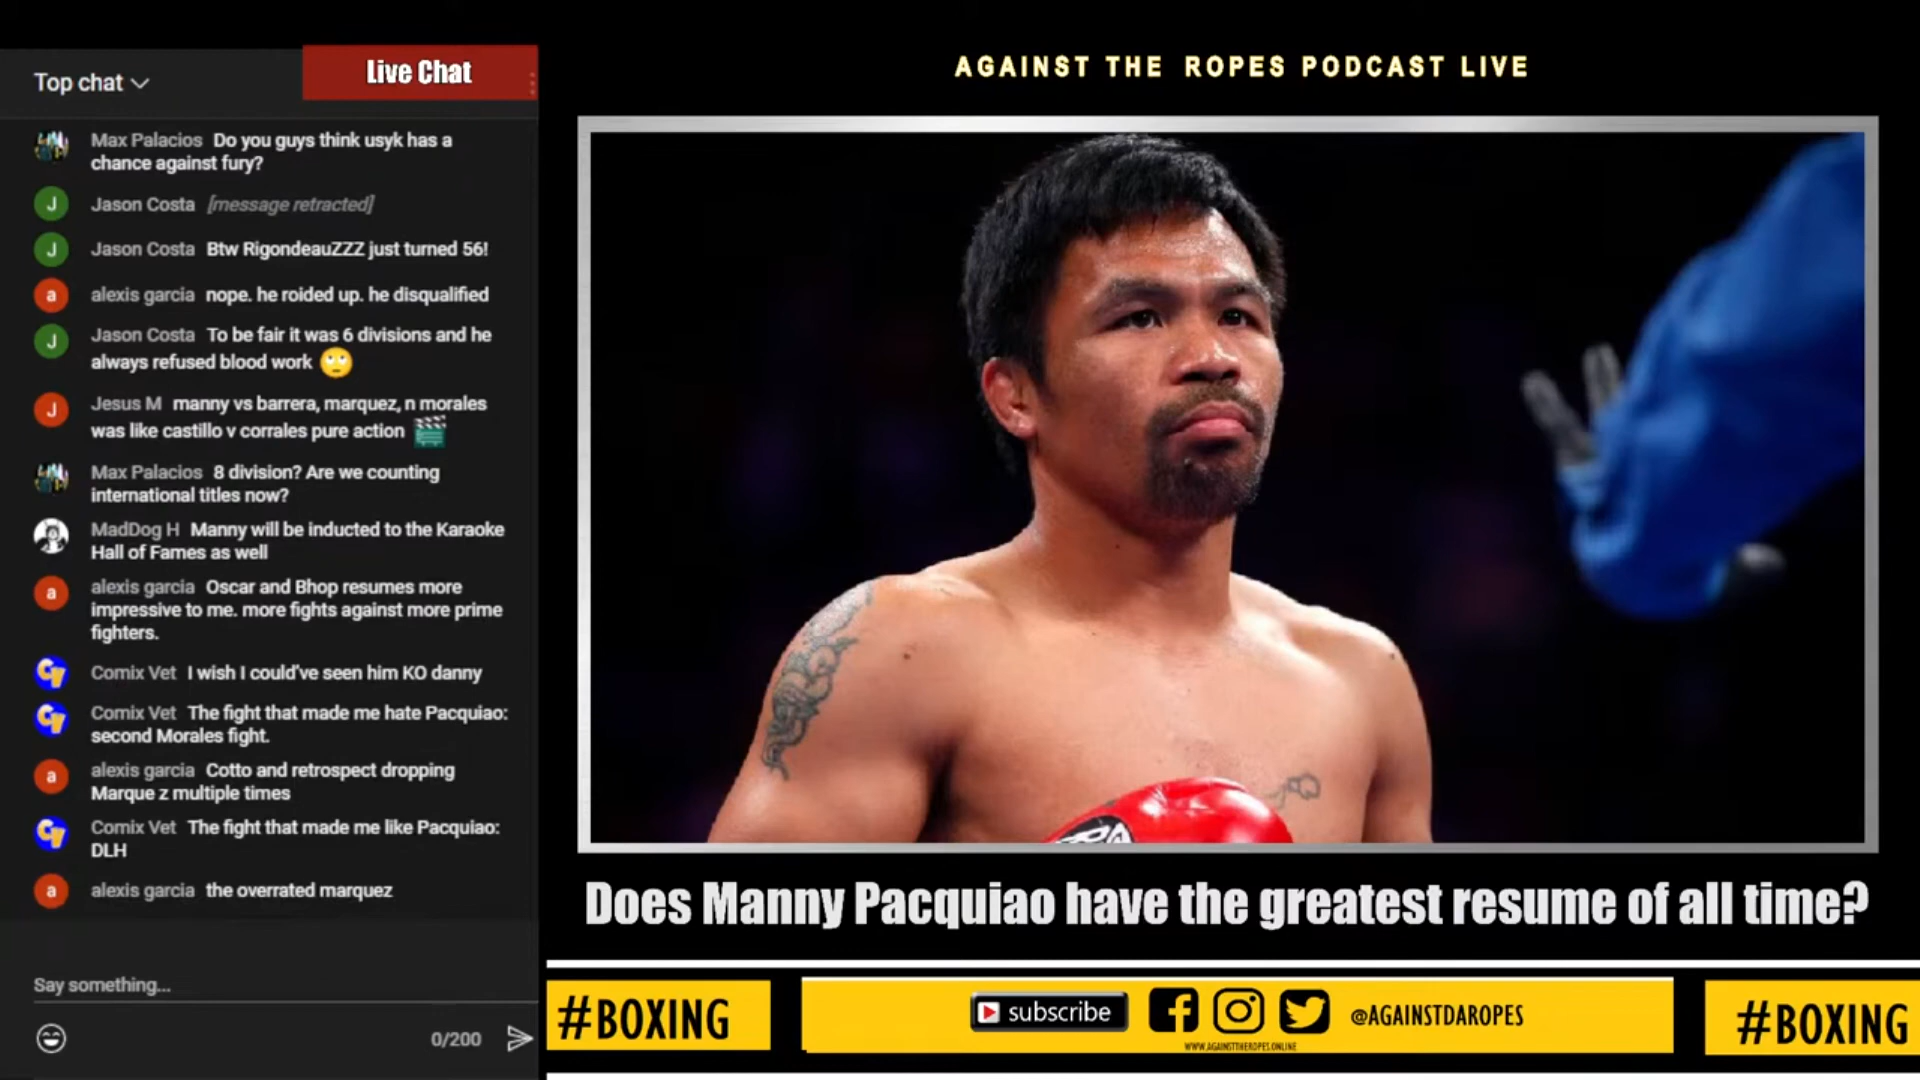 Top chat
Live Chat
Max Palacios Do you guys think usyk has a
chance against fury?
J
Jason Costa [message retracted]
J
Jason Costa Btw RigondeauZZZ just turned 56!
a
alexis garcia nope. he roided up. he disqualified
J
Jason Costa To be fair it was 6 divisions and he
always refused blood work 🙄
J
Jesus M manny vs barrera, marquez, n morales
was like castillo v corrales pure action 🎬
Max Palacios 8 division? Are we counting
international titles now?
MadDog H Manny will be inducted to the Karaoke
Hall of Fames as well
a
alexis garcia Oscar and Bhop resumes more
impressive to me. more fights against more prime
fighters.
CV
Comix Vet I wish I could've seen him KO danny
CV
Comix Vet The fight that made me hate Pacquiao:
second Morales fight.
a
alexis garcia Cotto and retrospect dropping
Marque z multiple times
CV
Comix Vet The fight that made me like Pacquiao:
DLH
a
alexis garcia the overrated marquez
Say something...
0/200
AGAINST THE ROPES PODCAST LIVE
Does Manny Pacquiao have the greatest resume of all time?
#BOXING
subscribe
@AGAINSTDAROPES
WWW.AGAINSTTHEROPES.ONLINE
#BOXING